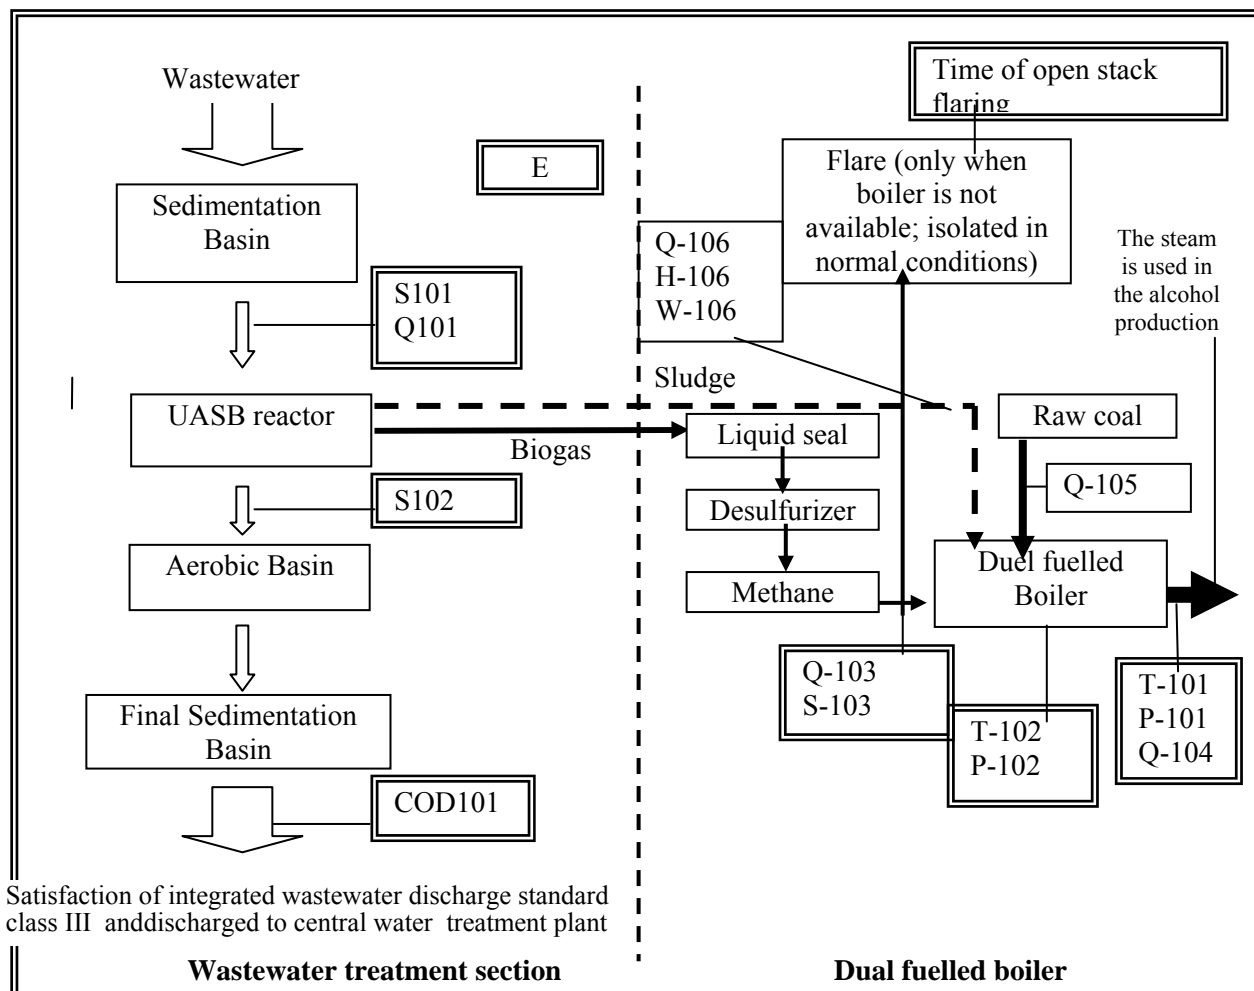 Wastewater
Sedimentation
Basin
E
S101
Q101
UASB reactor
Biogas
Sludge
S102
Aerobic Basin
Final Sedimentation
Basin
COD101
Satisfaction of integrated wastewater discharge standard
class III  anddischarged to central water  treatment plant
Wastewater treatment section
Time of open stack
flaring
Flare (only when
boiler is not
available; isolated in
normal conditions)
Q-106
H-106
W-106
The steam
is used in
the alcohol
production
Liquid seal
Desulfurizer
Methane
Raw coal
Q-105
Duel fuelled
Boiler
Q-103
S-103
T-102
P-102
T-101
P-101
Q-104
Dual fuelled boiler